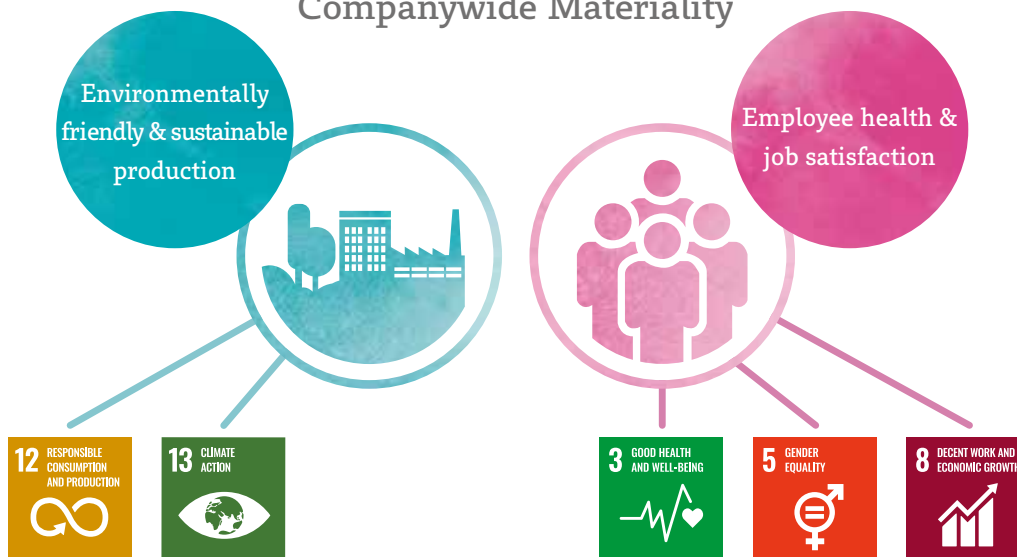 Companywide Materiality
Environmentally
friendly & sustainable
production
Employee health &
job satisfaction
12 RESPONSIBLE
CONSUMPTION
AND PRODUCTION
13 CLIMATE
ACTION
3 GOOD HEALTH
AND WELL-BEING
5 GENDER
EQUALITY
8 DECENT WORK AND
ECONOMIC GROWTH